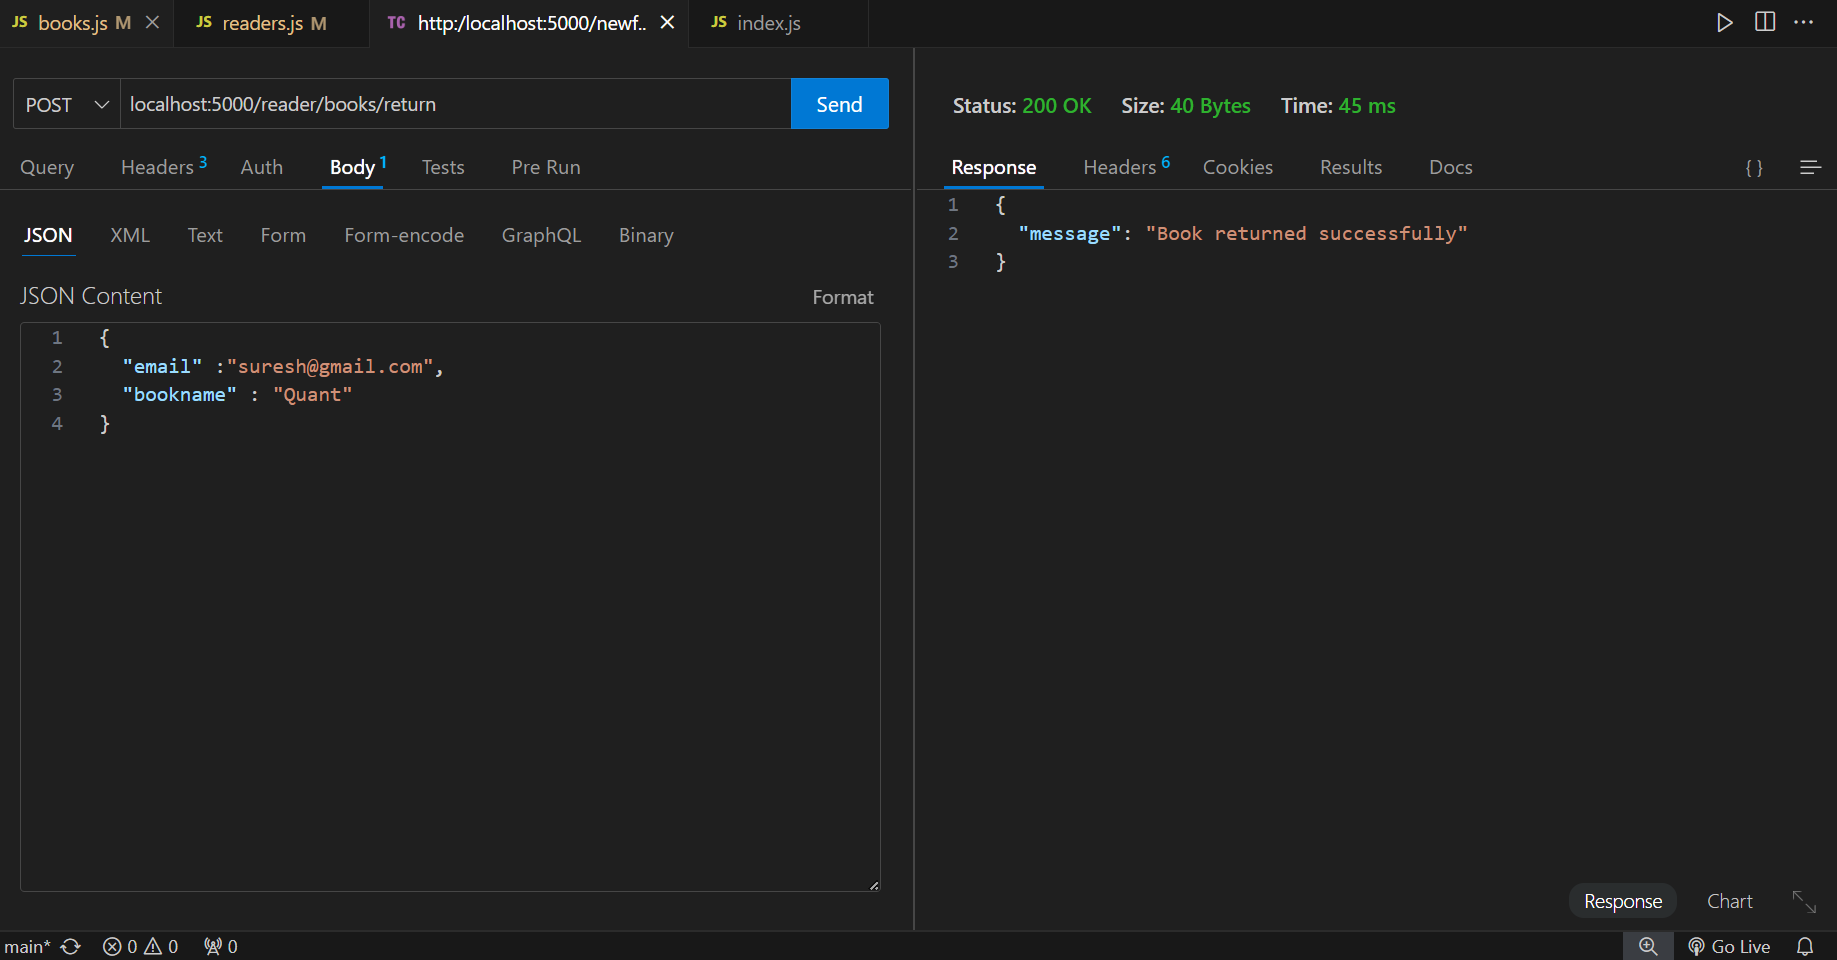 JS books.js M JS readers.js M TC http:/localhost:5000/newf.. JS index.js
POST localhost:5000/reader/books/return Send
Query Headers 3 Auth Body 1 Tests Pre Run
JSON XML Text Form Form-encode GraphQL Binary
JSON Content Format
1 {
2 "email" :"suresh@gmail.com",
3 "bookname" : "Quant"
4 }
Status: 200 OK Size: 40 Bytes Time: 45 ms
Response Headers 6 Cookies Results Docs { }
1 {
2 "message": "Book returned successfully"
3 }
Response Chart
main* 0 0 0 Go Live